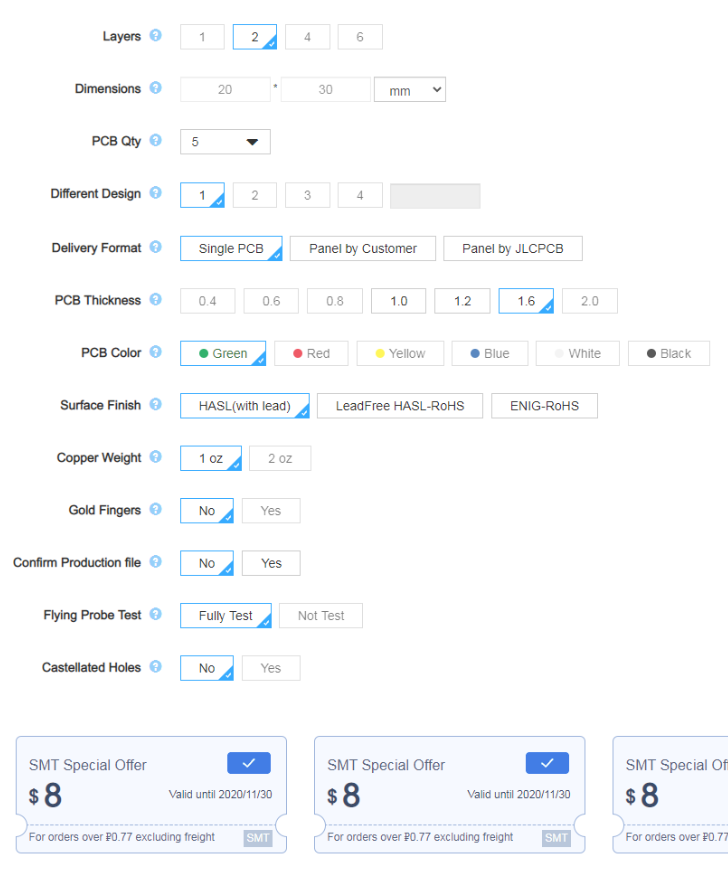 Layers ? 1 2 4 6
Dimensions ? 20 * 30 mm
PCB Qty ? 5
Different Design ? 1 2 3 4
Delivery Format ? Single PCB Panel by Customer Panel by JLCPCB
PCB Thickness ? 0.4 0.6 0.8 1.0 1.2 1.6 2.0
PCB Color ? Green Red Yellow Blue White Black
Surface Finish ? HASL(with lead) LeadFree HASL-RoHS ENIG-RoHS
Copper Weight ? 1 oz 2 oz
Gold Fingers ? No Yes
Confirm Production file ? No Yes
Flying Probe Test ? Fully Test Not Test
Castellated Holes ? No Yes
SMT Special Offer SMT Special Offer SMT Special Of
$ 8 Valid until 2020/11/30 $ 8 Valid until 2020/11/30 $ 8
For orders over ₽0.77 excluding freight SMT For orders over ₽0.77 excluding freight SMT For orders over ₽0.77